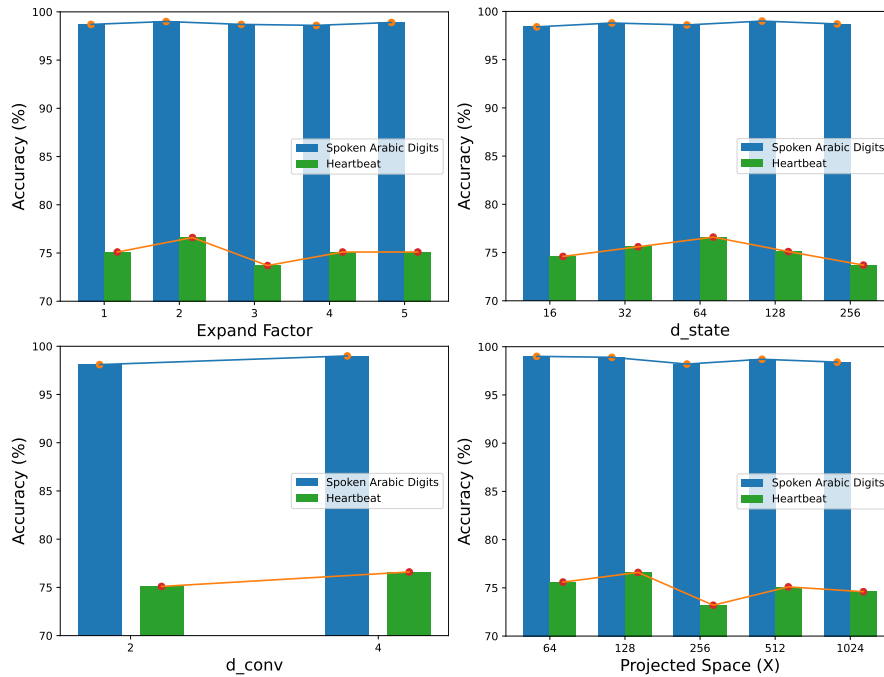 100
95
90
85
80
75
70
Accuracy (%)
Spoken Arabic Digits
Heartbeat
1 2 3 4 5
Expand Factor
100
95
90
85
80
75
70
Accuracy (%)
Spoken Arabic Digits
Heartbeat
16 32 64 128 256
d_state
100
95
90
85
80
75
70
Accuracy (%)
Spoken Arabic Digits
Heartbeat
2 4
d_conv
100
95
90
85
80
75
70
Accuracy (%)
Spoken Arabic Digits
Heartbeat
64 128 256 512 1024
Projected Space (X)